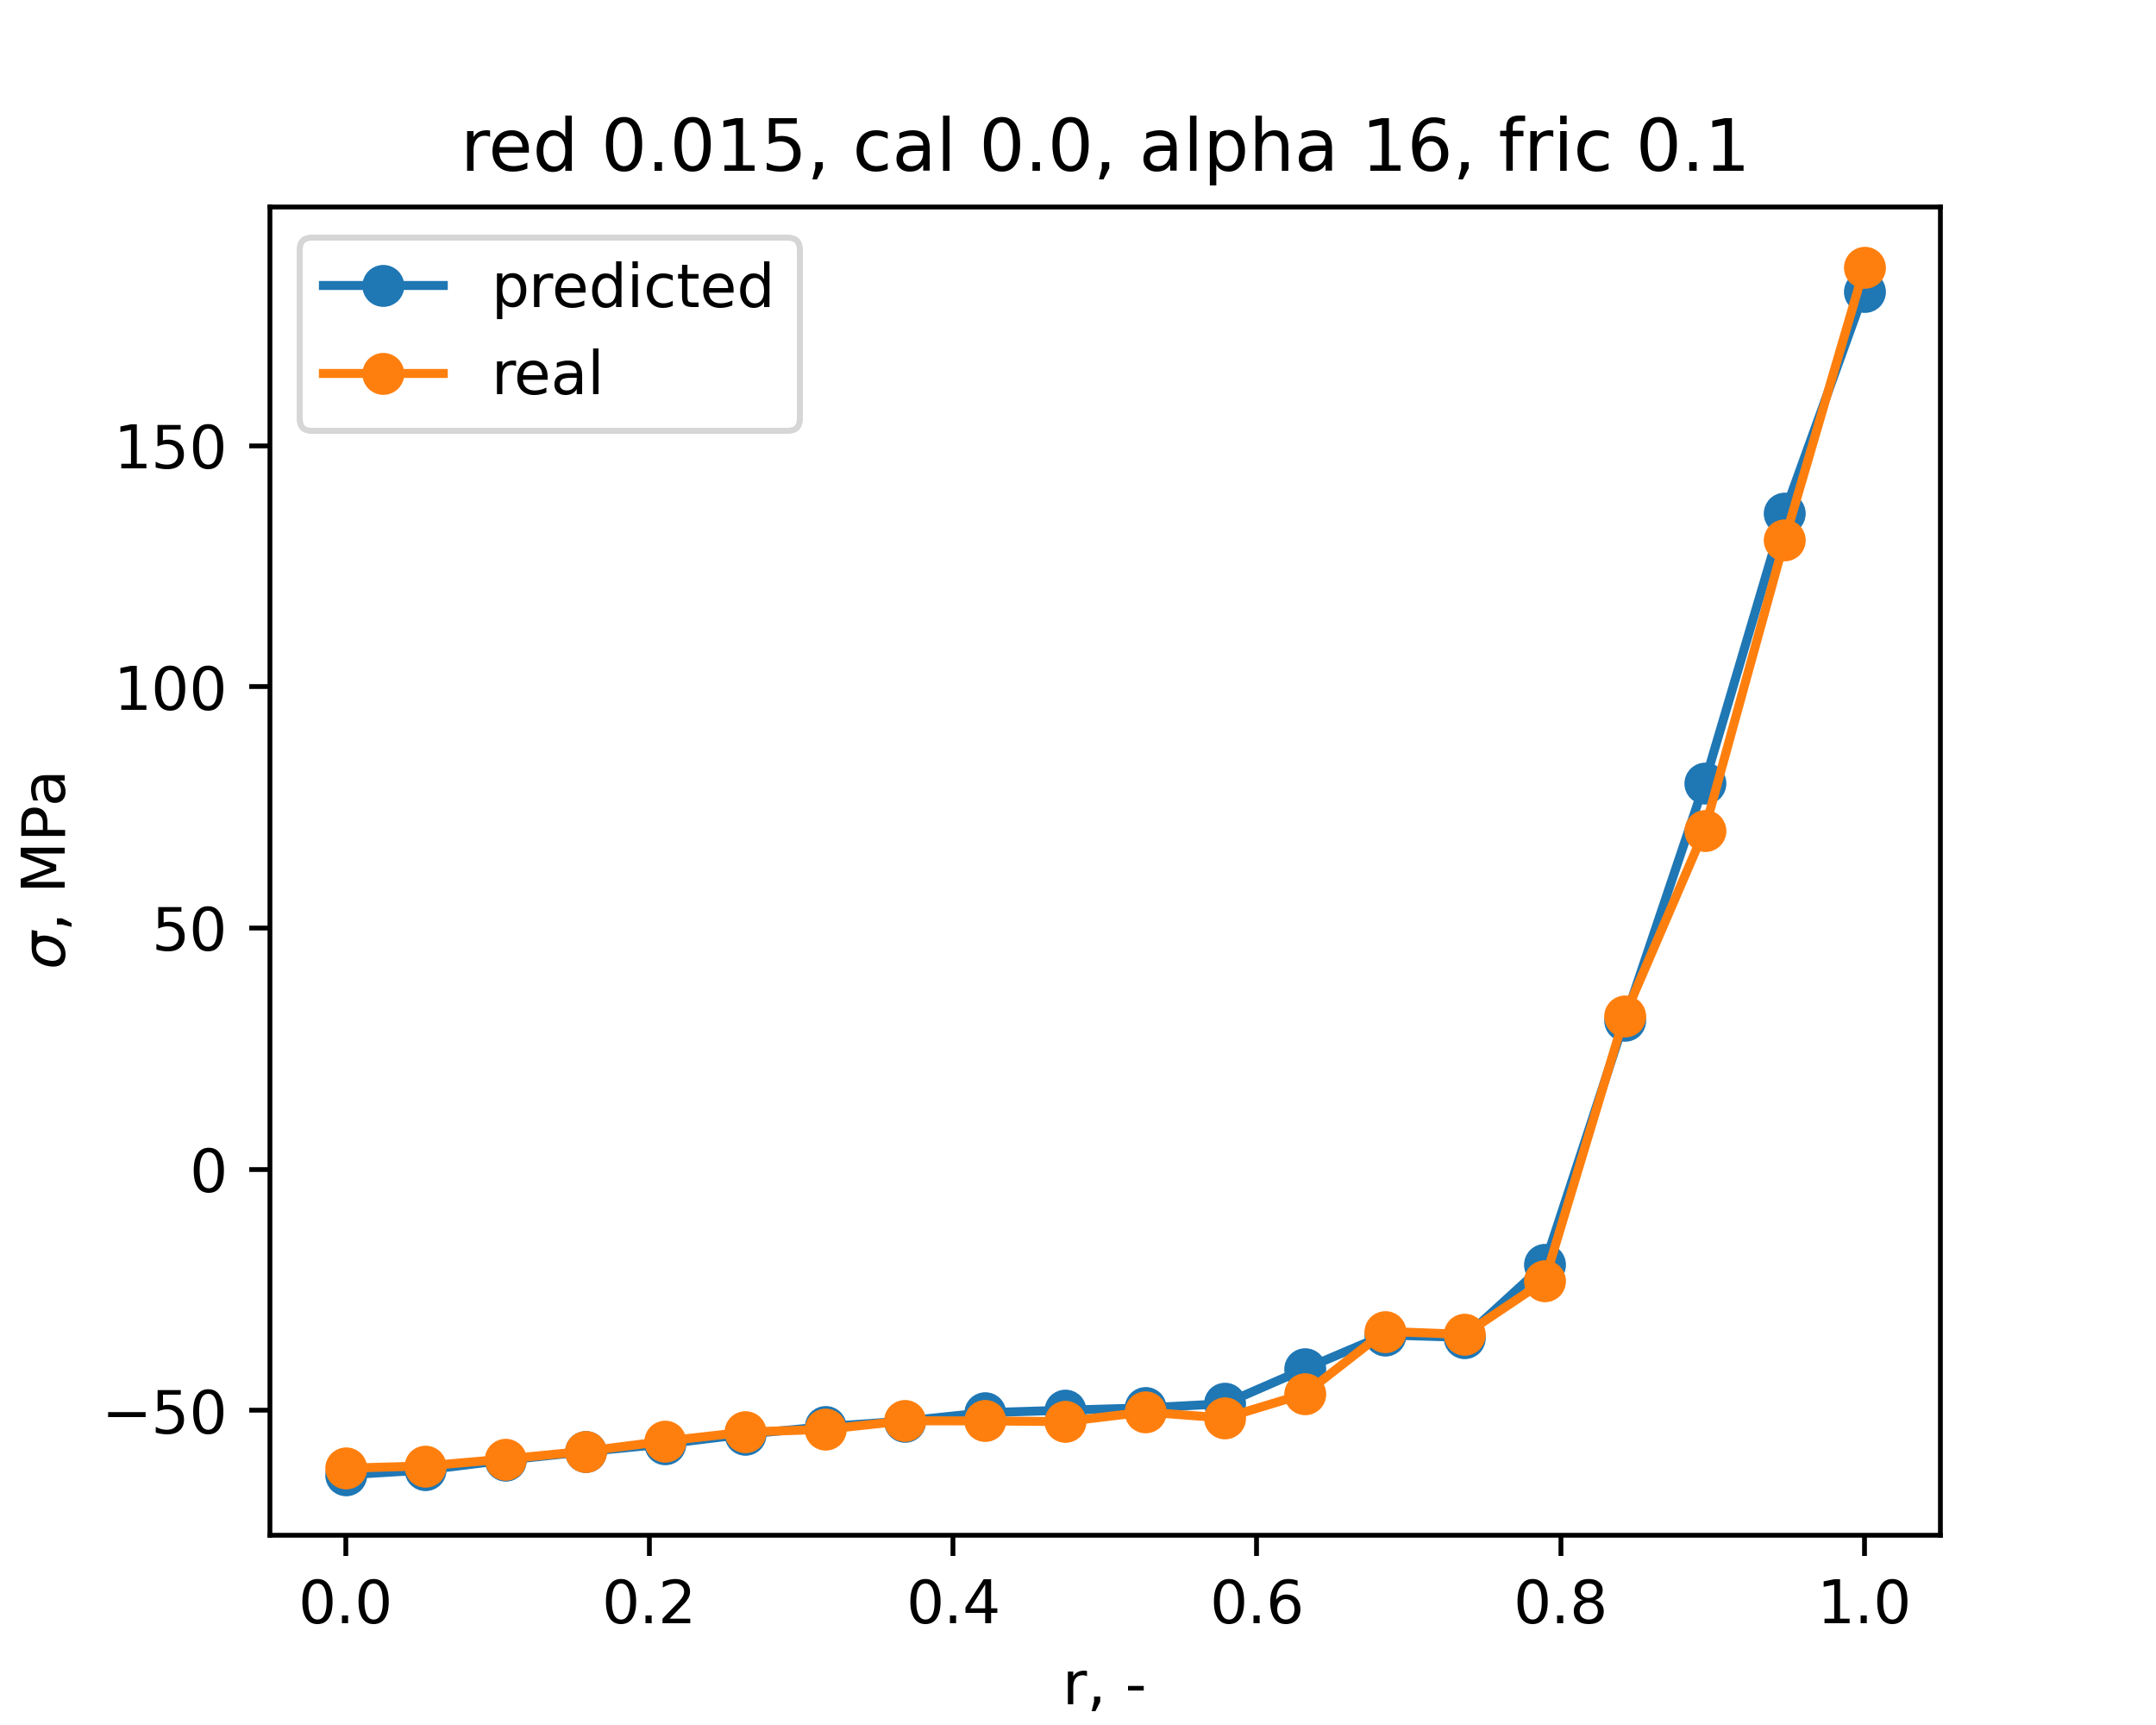 red 0.015, cal 0.0, alpha 16, fric 0.1
predicted
real
150
100
50
0
−50
σ, MPa
0.0 0.2 0.4 0.6 0.8 1.0
r, -